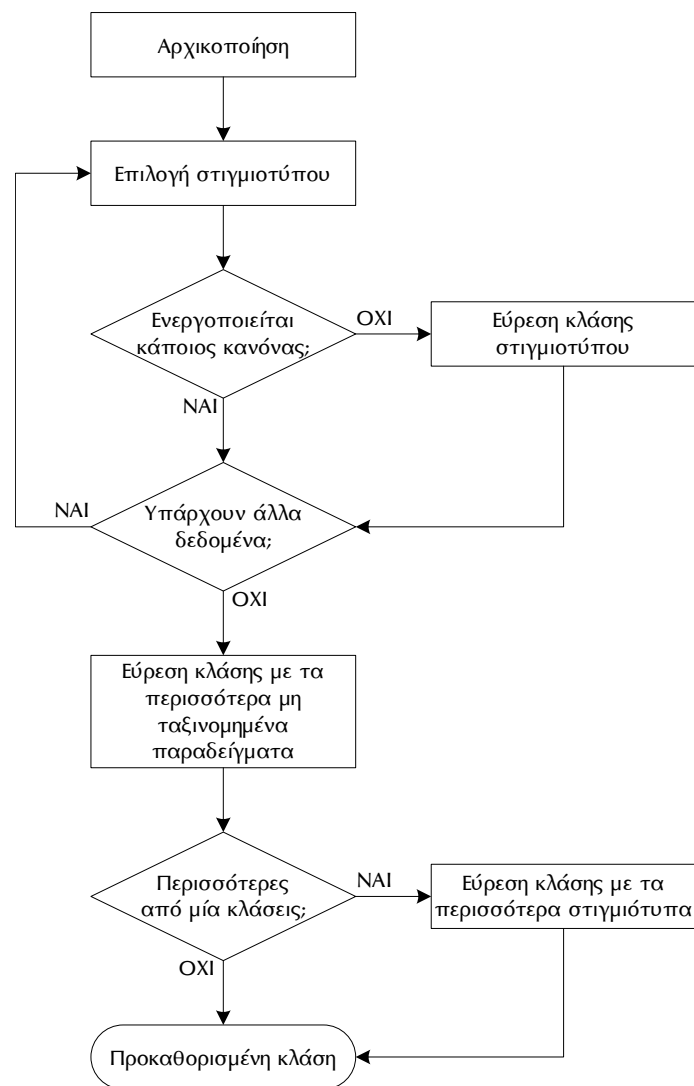 Αρχικοποίηση
Επιλογή στιγμιοτύπου
Ενεργοποιείται
κάποιος κανόνας;
ΟΧΙ
Εύρεση κλάσης
στιγμιοτύπου
ΝΑΙ
Υπάρχουν άλλα
δεδομένα;
ΝΑΙ
ΟΧΙ
Εύρεση κλάσης με τα
περισσότερα μη
ταξινομημένα
παραδείγματα
Περισσότερες
από μία κλάσεις;
ΝΑΙ
Εύρεση κλάσης με τα
περισσότερα στιγμιότυπα
ΟΧΙ
Προκαθορισμένη κλάση